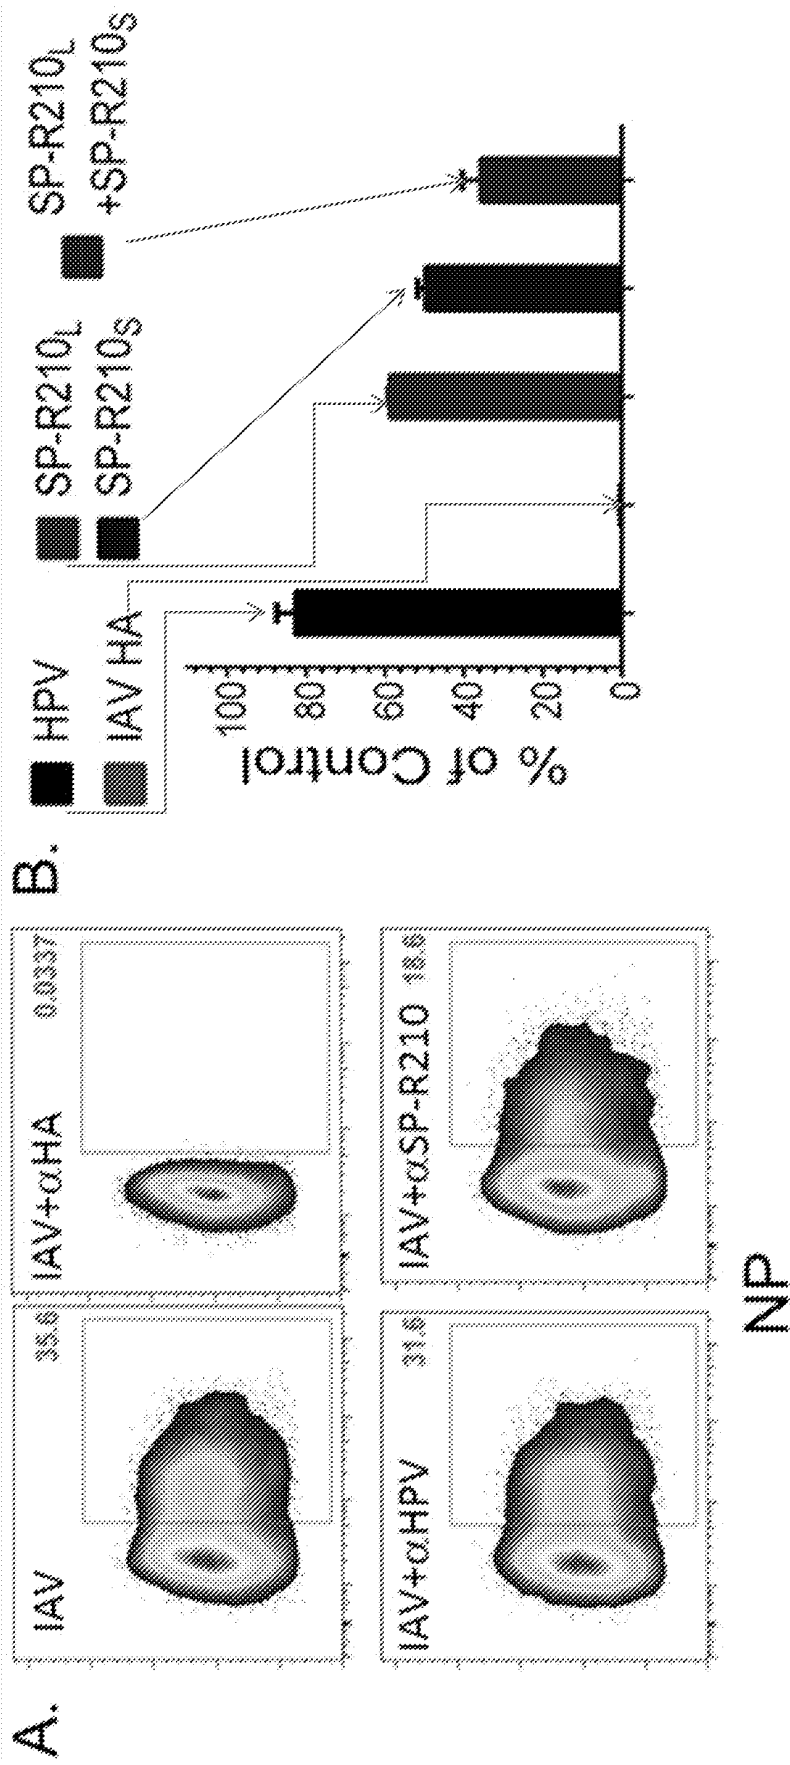 A.
IAV
35.6
IAV+αHA
0.0337
IAV+αHPV
31.6
IAV+αSP-R210
18.6
NP
B.
HPV
IAV HA
SP-R210L
SP-R210S
SP-R210L
+SP-R210S
% of Control
100
80
60
40
20
0